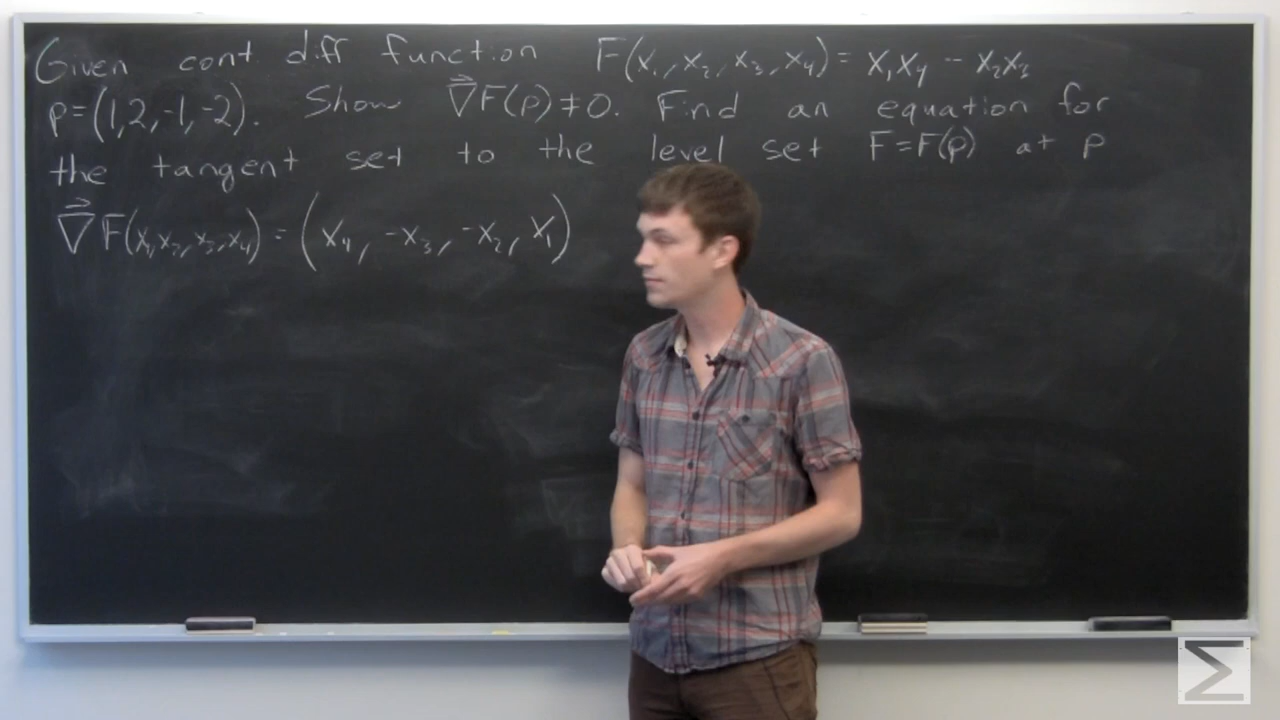 Given cont diff function F(x₁, x₂, x₃, x₄) = x₁x₄ - x₂x₃
p=(1,2,-1,-2). Show ∇⃗F(p)≠0. Find an equation for
the tangent set to the level set F=F(p) at p
∇⃗F(x₁,x₂,x₃,x₄) = (x₄, -x₃, -x₂, x₁)
Σ